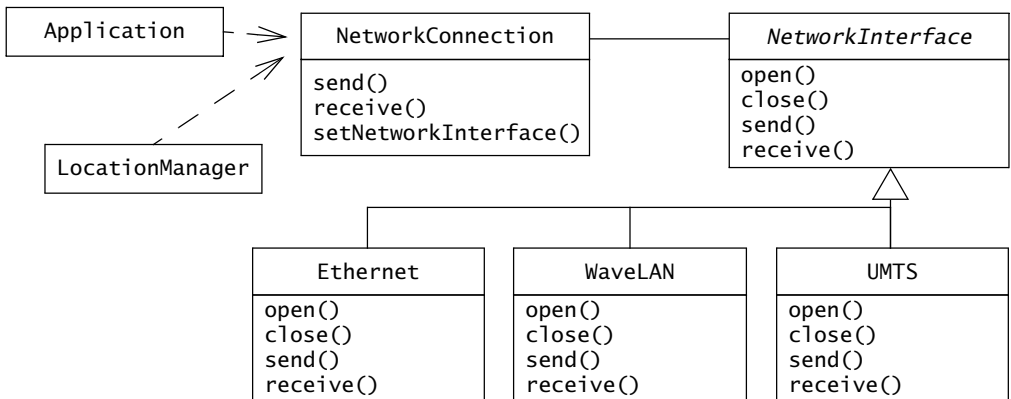 Application
NetworkConnection
send()
receive()
setNetworkInterface()
NetworkInterface
open()
close()
send()
receive()
LocationManager
Ethernet
open()
close()
send()
receive()
WaveLAN
open()
close()
send()
receive()
UMTS
open()
close()
send()
receive()